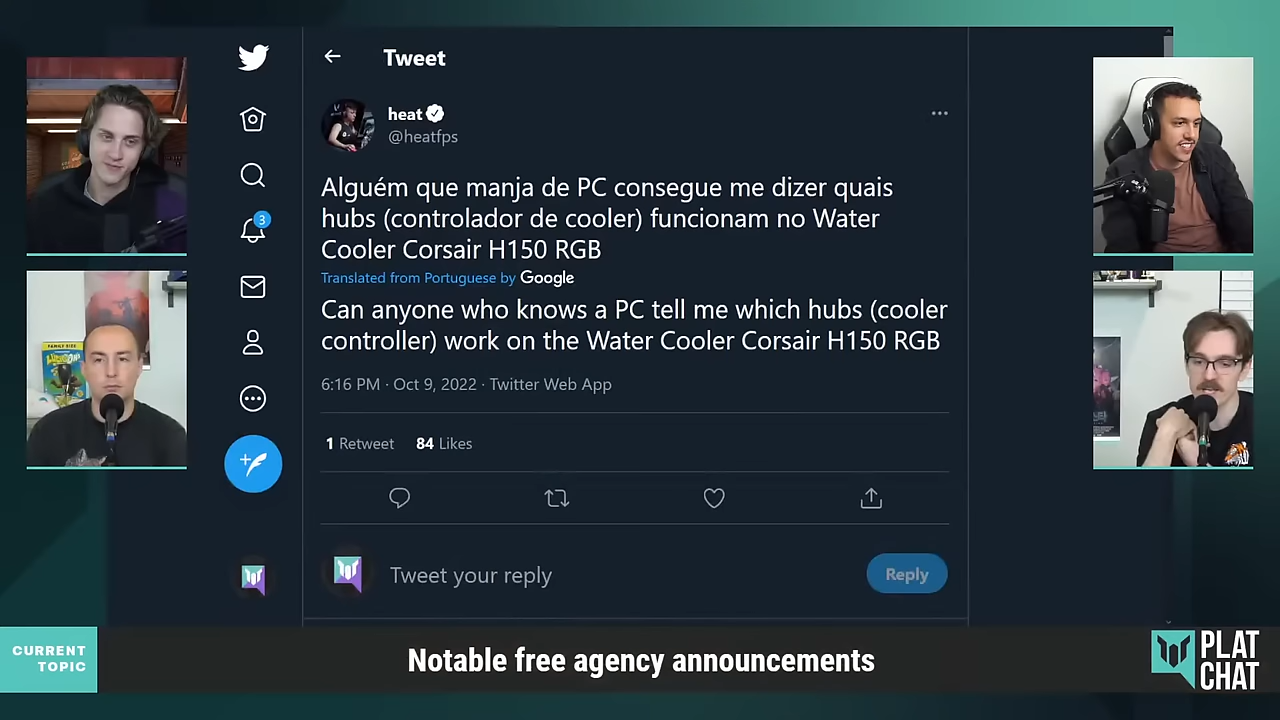 Tweet
heat
@heatfps
Alguém que manja de PC consegue me dizer quais
hubs (controlador de cooler) funcionam no Water
Cooler Corsair H150 RGB
Translated from Portuguese by Google
Can anyone who knows a PC tell me which hubs (cooler
controller) work on the Water Cooler Corsair H150 RGB
6:16 PM · Oct 9, 2022 · Twitter Web App
1 Retweet 84 Likes
3
Tweet your reply
Reply
CURRENT
TOPIC
Notable free agency announcements
PLAT
CHAT